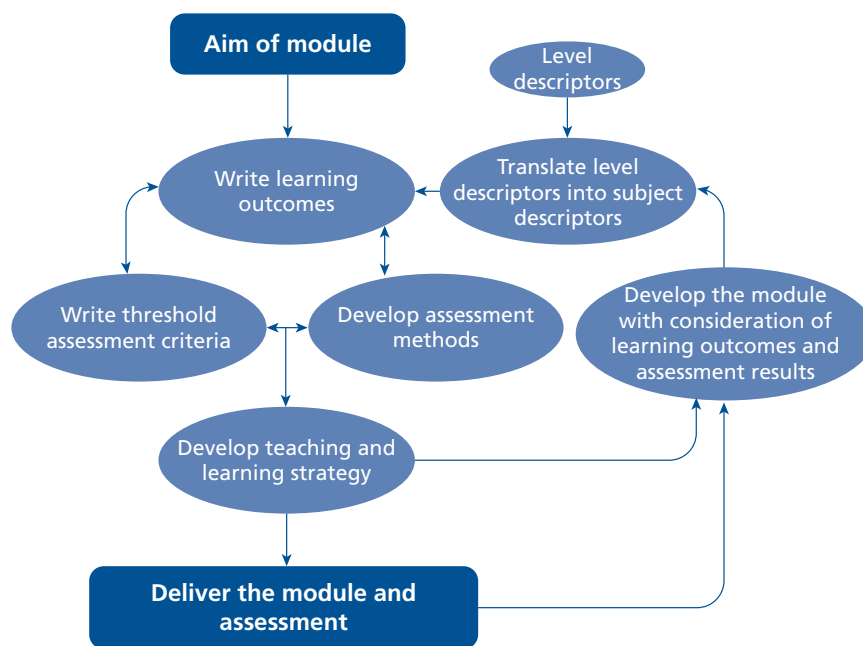 Aim of module
Level
descriptors
Write learning
outcomes
Translate level
descriptors into subject
descriptors
Write threshold
assessment criteria
Develop assessment
methods
Develop the module
with consideration of
learning outcomes and
assessment results
Develop teaching and
learning strategy
Deliver the module and
assessment